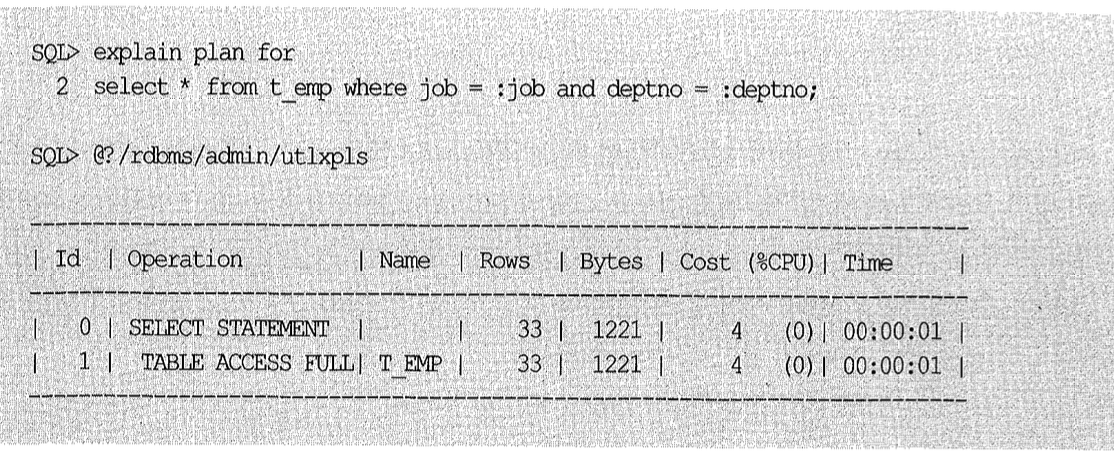 SQL> explain plan for
  2  select * from t_emp where job = :job and deptno = :deptno;
SQL> @?/rdbms/admin/utlxpls
| Id  | Operation         | Name  | Rows  | Bytes | Cost (%CPU)| Time     |
|   0 | SELECT STATEMENT  |       |    33 |  1221 |     4   (0)| 00:00:01 |
|   1 |  TABLE ACCESS FULL| T_EMP |    33 |  1221 |     4   (0)| 00:00:01 |